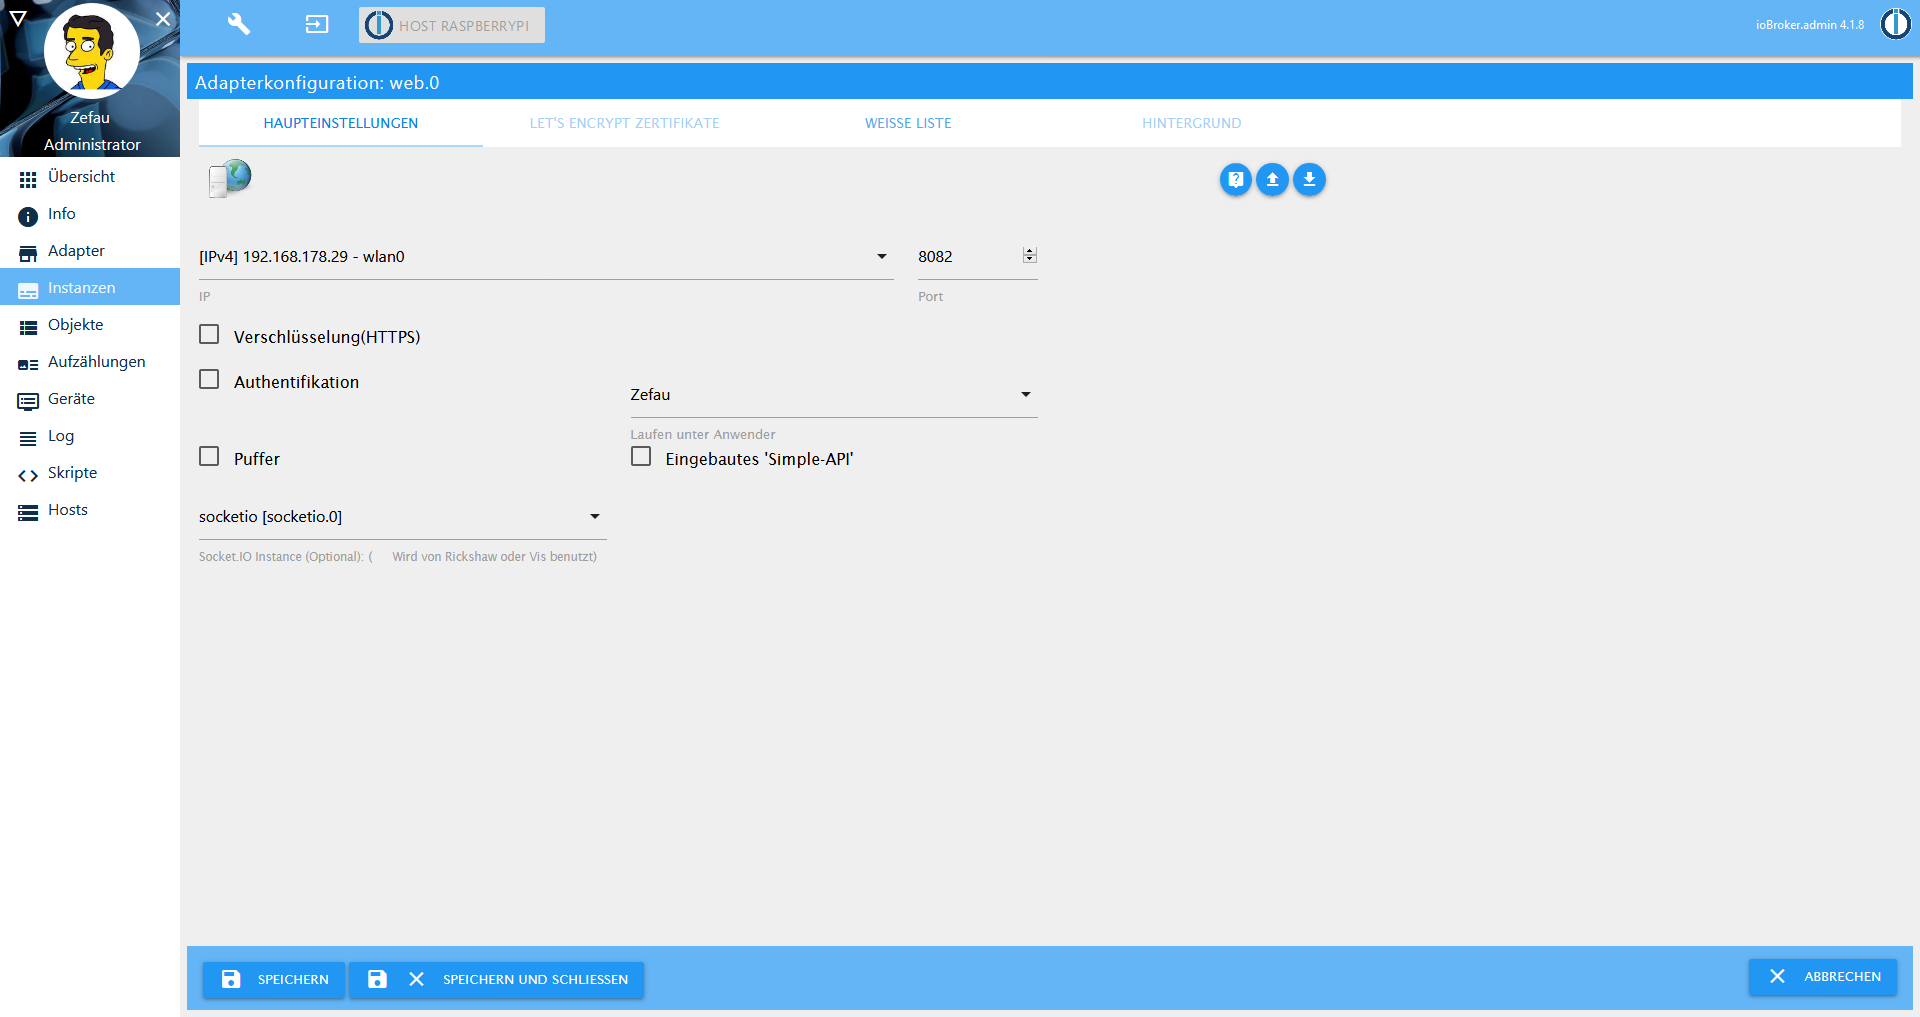 HOST RASPBERRYPI
ioBroker.admin 4.1.8
Zefau
Administrator
Übersicht
Info
Adapter
Instanzen
Objekte
Aufzählungen
Geräte
Log
Skripte
Hosts
Adapterkonfiguration: web.0
HAUPTEINSTELLUNGEN
LET'S ENCRYPT ZERTIFIKATE
WEISSE LISTE
HINTERGRUND
[IPv4] 192.168.178.29 - wlan0
8082
IP
Port
Verschlüsselung(HTTPS)
Authentifikation
Zefau
Laufen unter Anwender
Puffer
Eingebautes 'Simple-API'
socketio [socketio.0]
Socket.IO Instance (Optional): ( Wird von Rickshaw oder Vis benutzt)
SPEICHERN
SPEICHERN UND SCHLIESSEN
ABBRECHEN